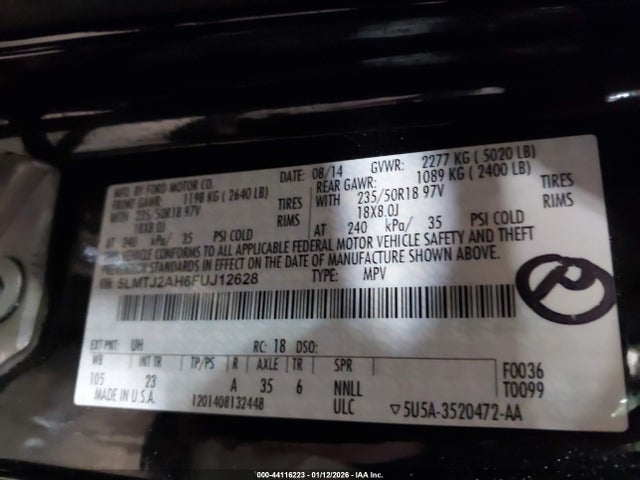 MFD. BY FORD MOTOR CO. DATE: 08/14 GVWR: 2277 KG ( 5020 LB)
FRONT GAWR: 1198 KG ( 2640 LB) REAR GAWR: 1089 KG ( 2400 LB)
WITH 235/50R18 97V TIRES WITH 235/50R18 97V TIRES
18X8.0J RIMS 18X8.0J RIMS
AT 240 kPa/ 35 PSI COLD AT 240 kPa/ 35 PSI COLD
THIS VEHICLE CONFORMS TO ALL APPLICABLE FEDERAL MOTOR VEHICLE SAFETY AND THEFT
PREVENTION STANDARDS IN EFFECT ON THE DATE OF MANUFACTURE SHOWN ABOVE.
VIN: 5LMTJ2AH6FUJ12628 TYPE: MPV
EXT PNT: UH RC: 18 DSO:
WB INT TR TP/PS R AXLE TR SPR
105 23 A 35 6 NNLL F0036
MADE IN U.S.A. 1201408132448 ULC T0099
▽5U5A-3520472-AA
000-44116223 - 01/12/2026 - IAA Inc.